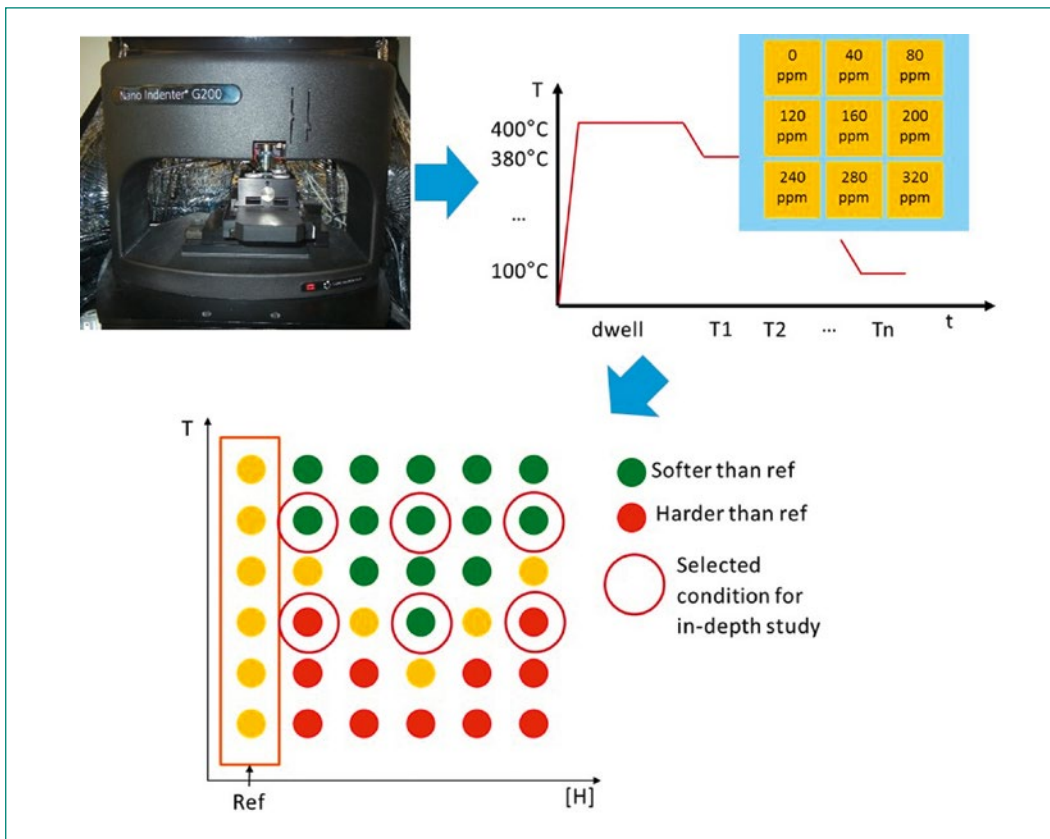 Nano Indenter® G200
T
400°C
380°C
...
100°C
0
ppm
40
ppm
80
ppm
120
ppm
160
ppm
200
ppm
240
ppm
280
ppm
320
ppm
dwell
T1
T2
...
Tn
t
T
Softer than ref
Harder than ref
Selected
condition for
in-depth study
Ref
[H]